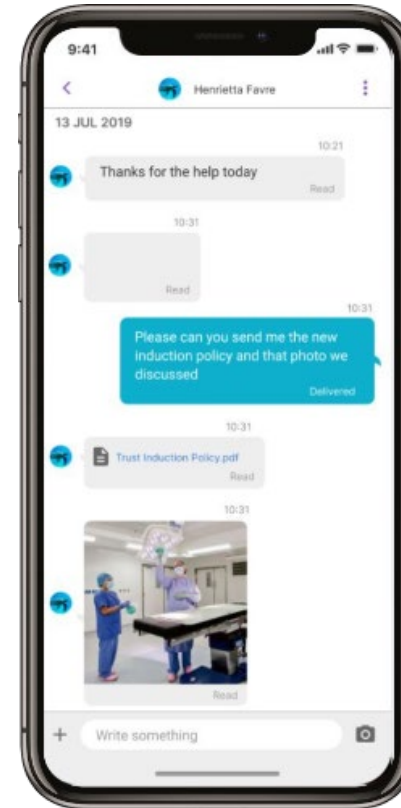 9:41
Henrietta Favre
13 JUL 2019
10:21
Thanks for the help today
Read
10:31
Read
10:31
Please can you send me the new
induction policy and that photo we
discussed
Delivered
10:31
Trust Induction Policy.pdf
Read
10:31
Read
Write something